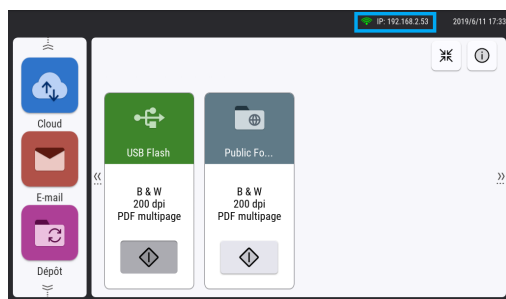 IP: 192.168.2.53 2019/6/11 17:33
Cloud
E-mail
Dépôt
USB Flash
B & W
200 dpi
PDF multipage
Public Fo...
B & W
200 dpi
PDF multipage